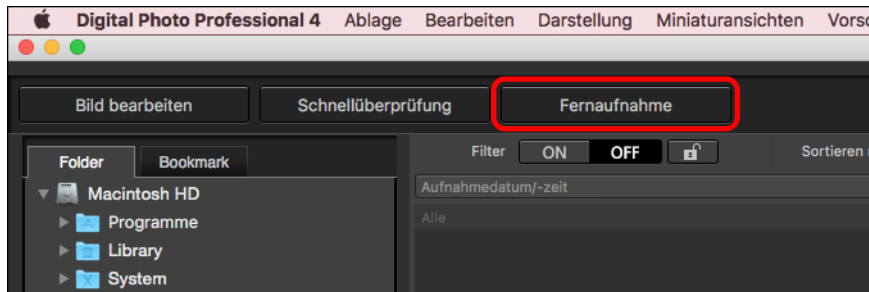 Digital Photo Professional 4 Ablage Bearbeiten Darstellung Miniaturansichten
Bild bearbeiten Schnellüberprüfung Fernaufnahme
Filter ON OFF Sortieren
Folder Bookmark
Aufnahmedatum/-zeit
Macintosh HD
Alle
Programme
Library
System